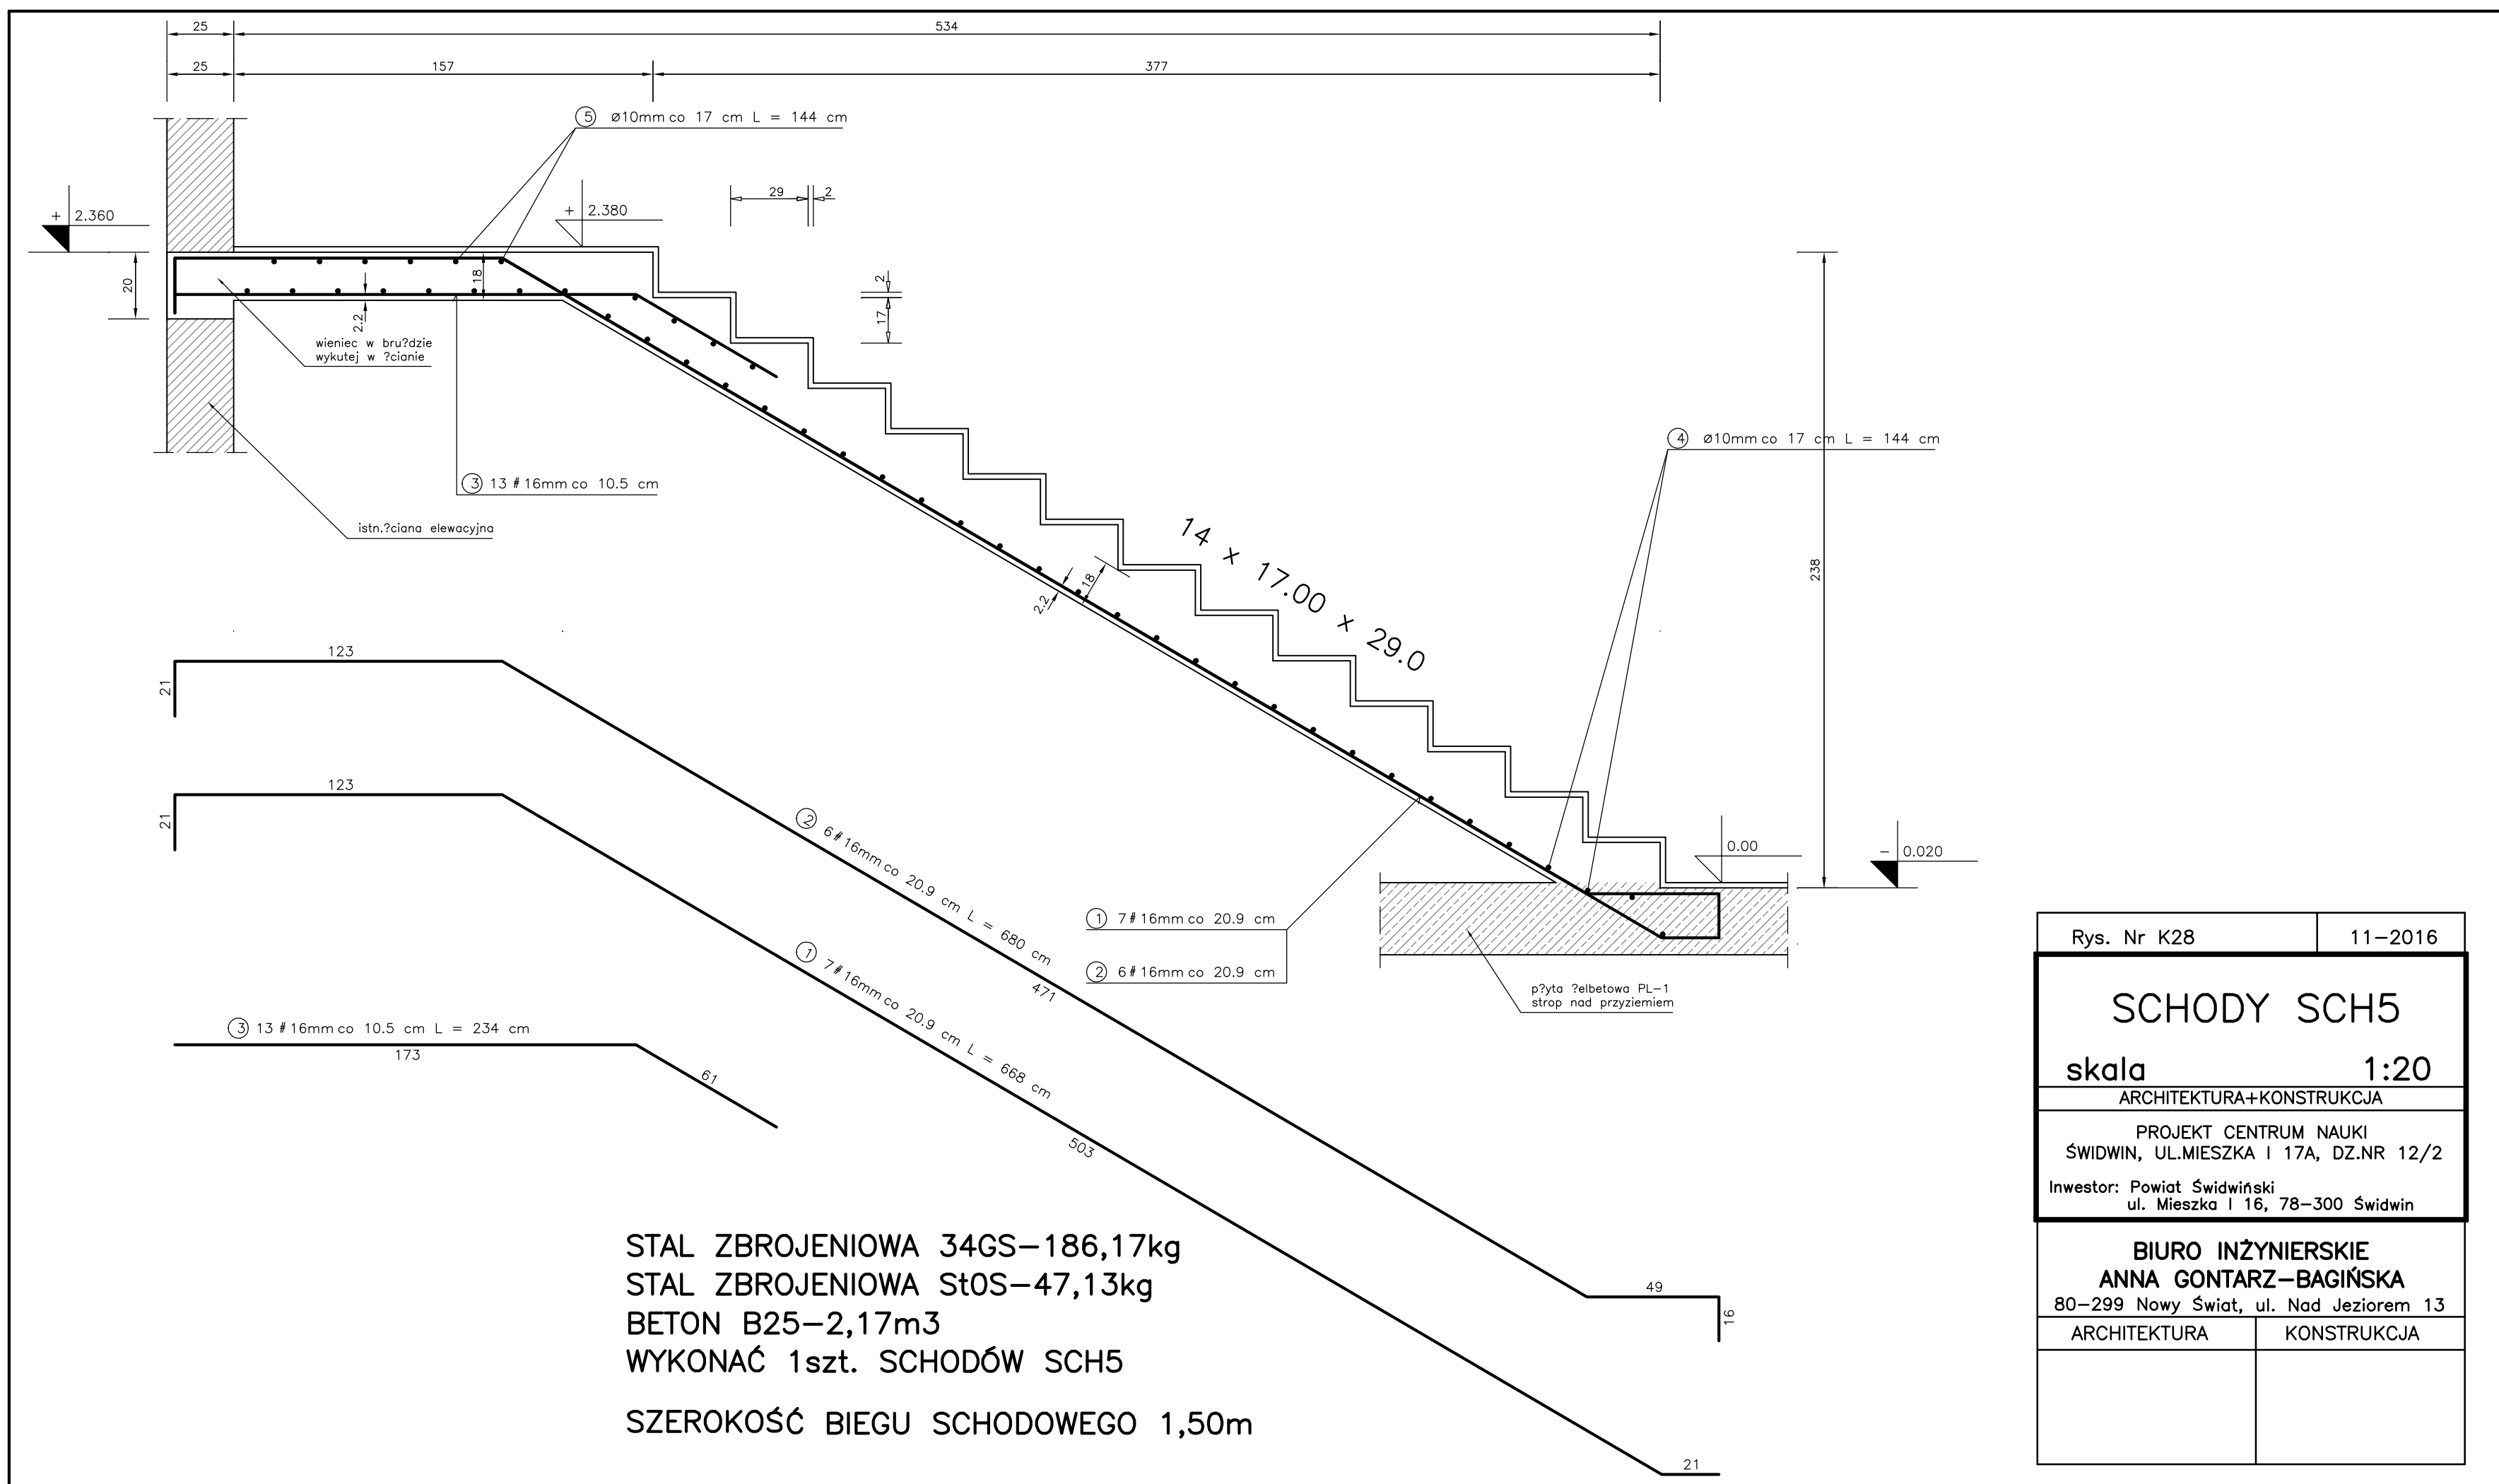 25
534
25
157
377
⑤ ø10mm co 17 cm L = 144 cm
29
2
+ 2.360
+ 2.380
20
18
2.2
2
17
wieniec w bru?dzie
wykutej w ?cianie
④ ø10mm co 17 cm L = 144 cm
③ 13 #16mm co 10.5 cm
istn.?ciana elewacyjna
14 x 17.00 x 29.0
18
2.2
238
123
21
123
21
② 6#16mm co 20.9 cm L = 680 cm
471
0.00
- 0.020
① 7#16mm co 20.9 cm
② 6#16mm co 20.9 cm
p?yta ?elbetowa PL-1
strop nad przyziemiem
① 7#16mm co 20.9 cm L = 668 cm
503
③ 13 #16mm co 10.5 cm L = 234 cm
173
61
49
16
21
STAL ZBROJENIOWA 34GS-186,17kg
STAL ZBROJENIOWA St0S-47,13kg
BETON B25-2,17m3
WYKONAĆ 1szt. SCHODÓW SCH5
SZEROKOŚĆ BIEGU SCHODOWEGO 1,50m
Rys. Nr K28 11-2016
SCHODY SCH5
skala 1:20
ARCHITEKTURA+KONSTRUKCJA
PROJEKT CENTRUM NAUKI
ŚWIDWIN, UL.MIESZKA I 17A, DZ.NR 12/2
Inwestor: Powiat Świdwiński
ul. Mieszka I 16, 78-300 Świdwin
BIURO INŻYNIERSKIE
ANNA GONTARZ-BAGIŃSKA
80-299 Nowy Świat, ul. Nad Jeziorem 13
ARCHITEKTURA KONSTRUKCJA